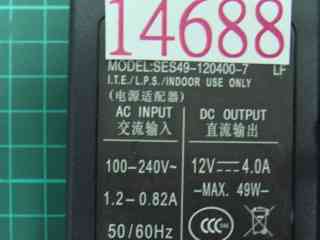 14688
MODEL:SES49-120400-7 LF
I.T.E/L.P.S./INDOOR USE ONLY
(电源适配器)
AC INPUT
交流输入
100-240V~
1.2-0.82A
50/60Hz
DC OUTPUT
直流输出
12V⎓4.0A
-MAX. 49W-
CCC